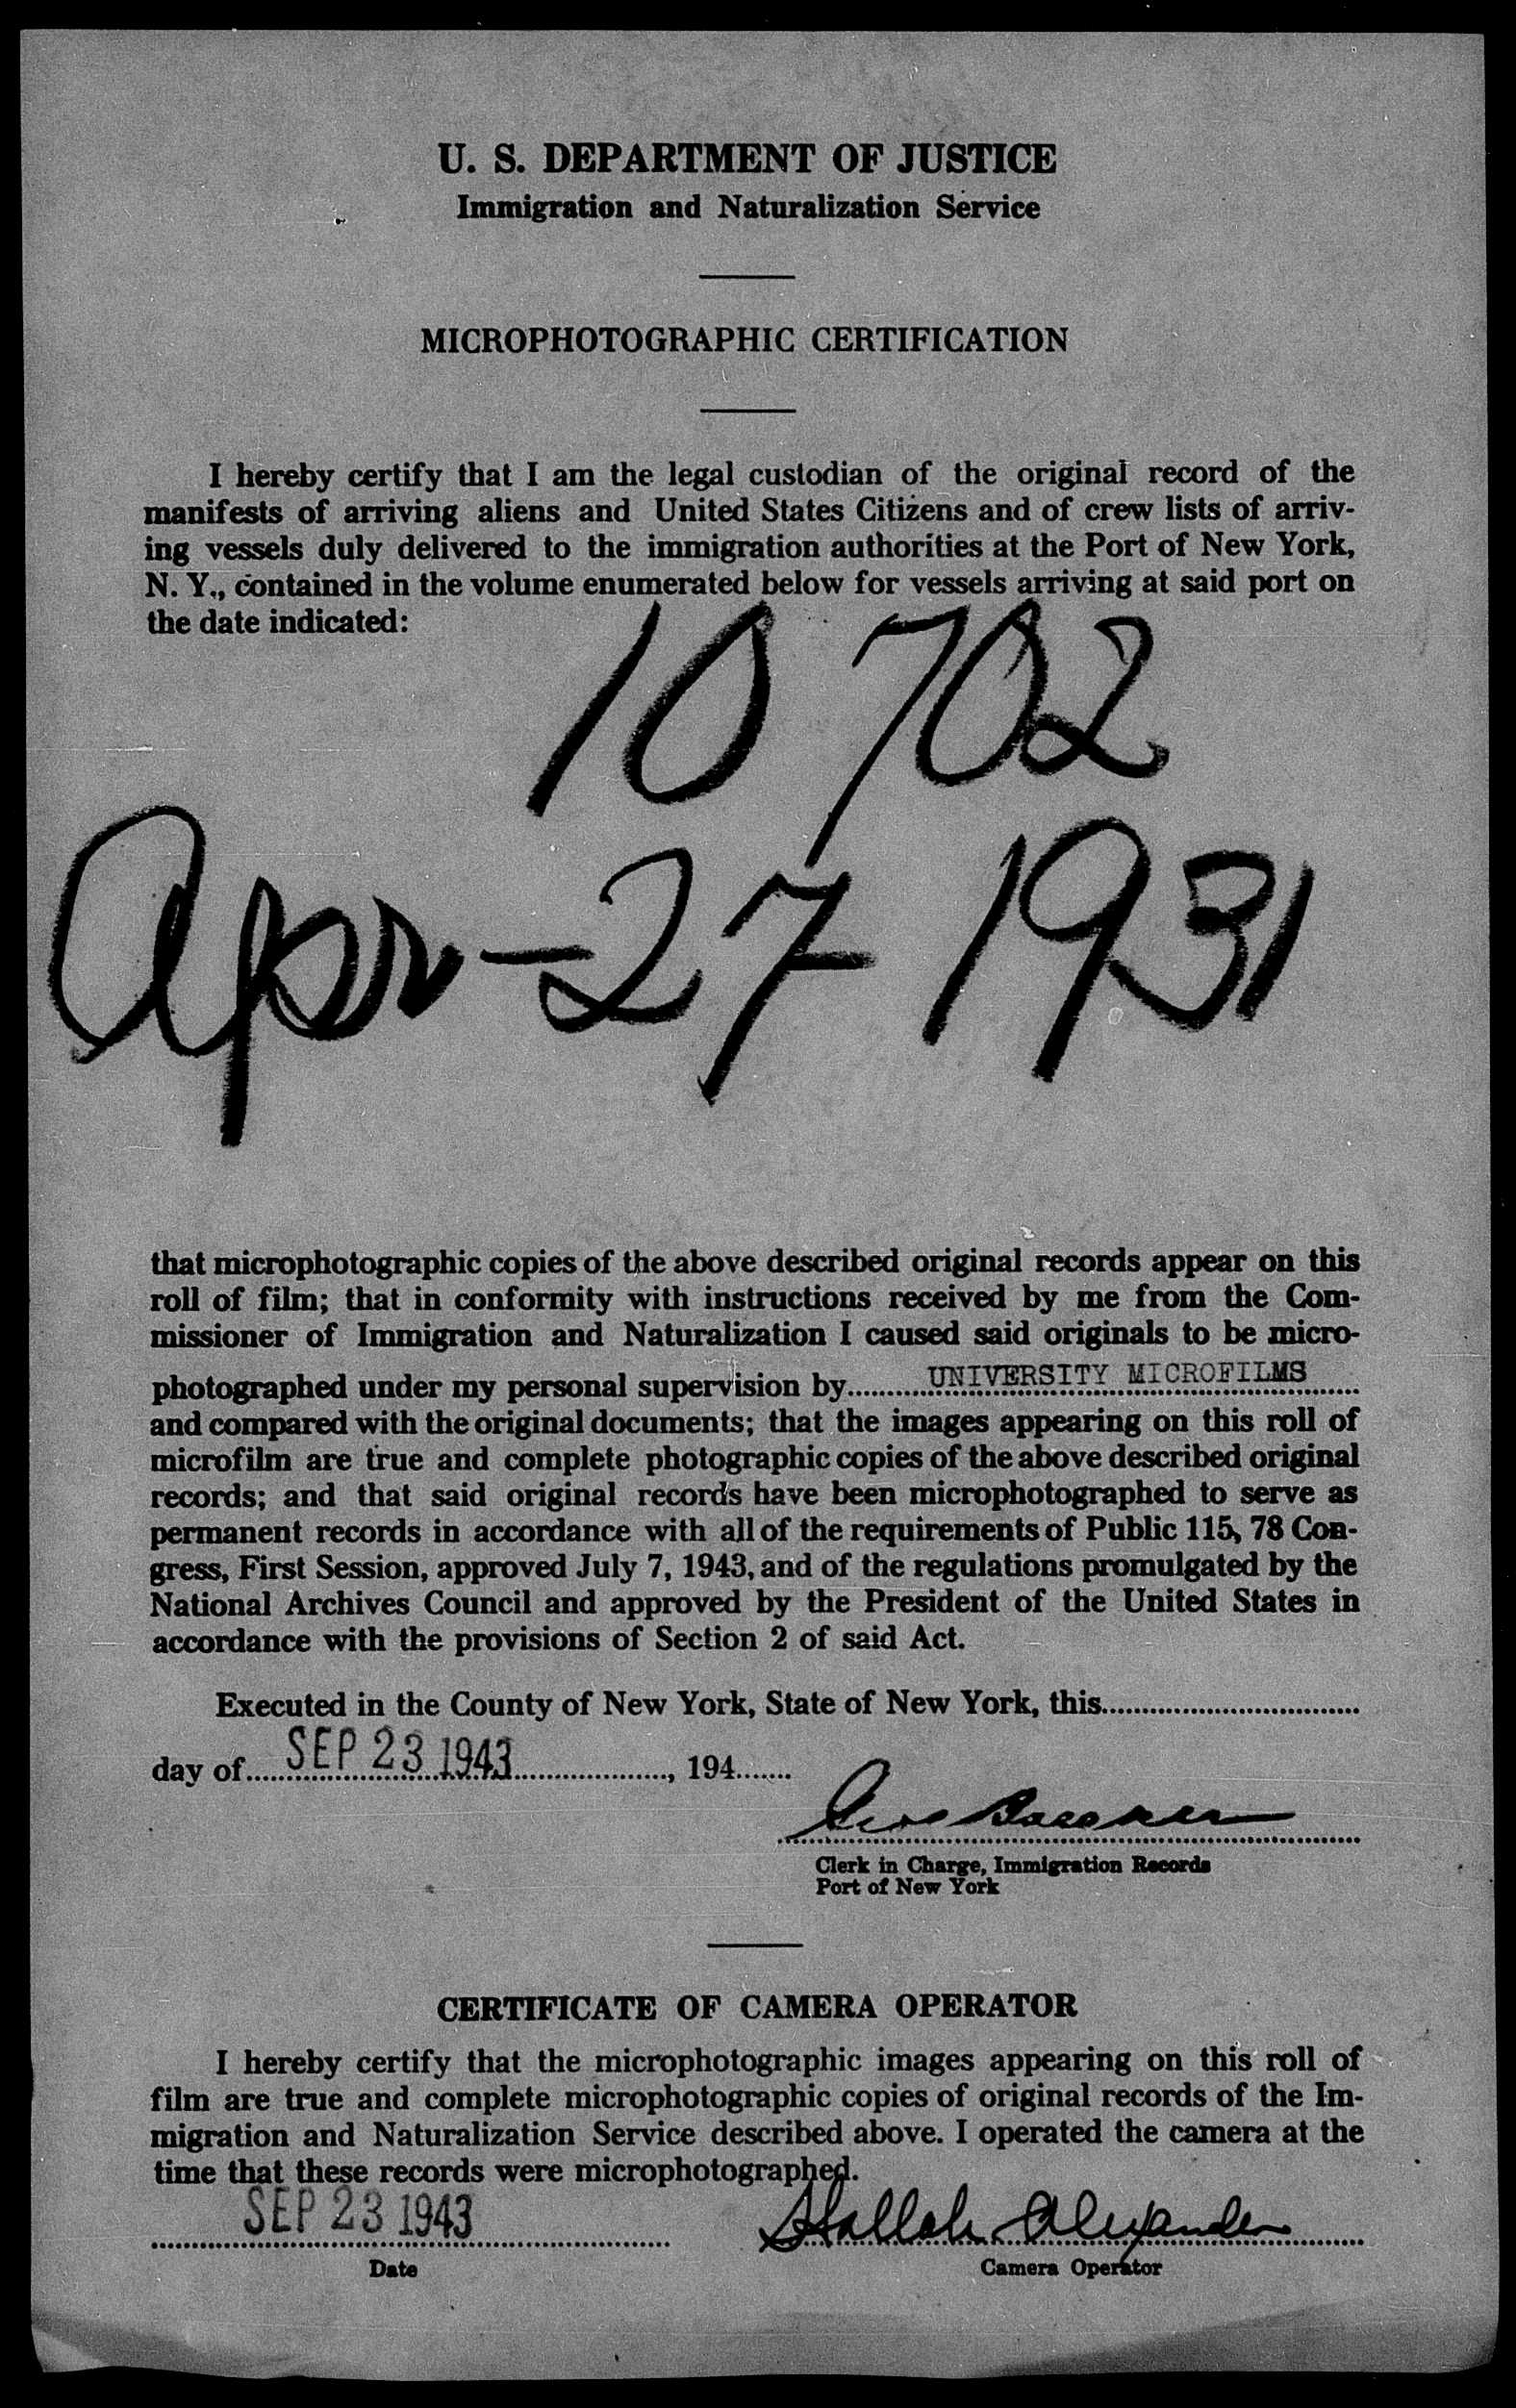 U. S. DEPARTMENT OF JUSTICE
Immigration and Naturalization Service
MICROPHOTOGRAPHIC CERTIFICATION
I hereby certify that I am the legal custodian of the original record of the
manifests of arriving aliens and United States Citizens and of crew lists of arriv-
ing vessels duly delivered to the immigration authorities at the Port of New York,
N. Y., contained in the volume enumerated below for vessels arriving at said port on
the date indicated:
10702
Apr-27 1931
that microphotographic copies of the above described original records appear on this
roll of film; that in conformity with instructions received by me from the Com-
missioner of Immigration and Naturalization I caused said originals to be micro-
photographed under my personal supervision by UNIVERSITY MICROFILMS
and compared with the original documents; that the images appearing on this roll of
microfilm are true and complete photographic copies of the above described original
records; and that said original records have been microphotographed to serve as
permanent records in accordance with all of the requirements of Public 115, 78 Con-
gress, First Session, approved July 7, 1943, and of the regulations promulgated by the
National Archives Council and approved by the President of the United States in
accordance with the provisions of Section 2 of said Act.
Executed in the County of New York, State of New York, this
day of SEP 23 1943, 194
Clerk in Charge, Immigration Records
Port of New York
CERTIFICATE OF CAMERA OPERATOR
I hereby certify that the microphotographic images appearing on this roll of
film are true and complete microphotographic copies of original records of the Im-
migration and Naturalization Service described above. I operated the camera at the
time that these records were microphotographed.
SEP 23 1943 Alexander
Date Camera Operator